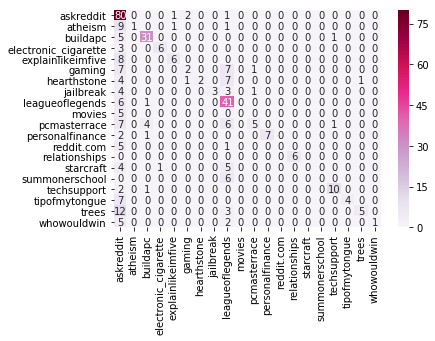 askreddit 80 0 0 0 1 2 0 0 0 0 0 0 0 0 0 0 0 0 0 0
atheism 9 1 0 0 1 0 0 0 1 0 0 0 0 0 0 0 0 0 0 0
buildapc 5 0 31 0 0 0 0 0 0 0 0 0 0 0 0 0 1 0 0 0
electronic_cigarette 3 0 0 6 0 0 0 0 0 0 0 0 0 0 0 0 0 0 0 0
explainlikeimfive 8 0 0 0 6 0 0 0 0 0 0 0 0 0 0 0 0 0 0 0
gaming 7 0 0 0 0 2 0 0 7 0 1 0 0 0 0 0 0 0 0 0
hearthstone 4 0 0 0 0 1 2 0 7 0 0 0 0 0 0 0 0 0 1 0
jailbreak 4 0 0 0 0 0 0 3 3 0 1 0 0 0 0 0 0 0 0 0
leagueoflegends 6 0 1 0 0 0 0 0 41 0 0 0 0 0 0 0 0 0 0 0
movies 5 0 0 0 0 0 0 0 0 0 0 0 0 0 0 0 0 0 0 0
pcmasterrace 7 0 4 0 0 0 0 0 6 0 5 0 0 0 0 0 1 0 0 0
personalfinance 2 0 1 0 0 0 0 0 0 0 0 7 0 0 0 0 0 0 0 0
reddit.com 5 0 0 0 0 0 0 0 1 0 0 0 0 0 0 0 0 0 0 0
relationships 5 0 0 0 0 0 0 0 0 0 0 0 0 6 0 0 0 0 0 0
starcraft 4 0 0 1 0 0 0 0 5 0 0 0 0 0 0 0 0 0 0 0
summonerschool 0 0 0 0 0 0 0 0 6 0 0 0 0 0 0 0 0 0 0 0
techsupport 2 0 1 0 0 0 0 0 0 0 0 0 0 0 0 0 10 0 0 0
tipofmytongue 7 0 0 0 0 0 0 0 0 0 0 0 0 0 0 0 0 4 0 0
trees 12 0 0 0 0 0 0 0 3 0 0 0 0 0 0 0 0 0 5 0
whowouldwin 5 0 0 0 0 0 0 0 2 0 0 0 0 0 0 0 0 0 0 1
askreddit
atheism
buildapc
electronic_cigarette
explainlikeimfive
gaming
hearthstone
jailbreak
leagueoflegends
movies
pcmasterrace
personalfinance
reddit.com
relationships
starcraft
summonerschool
techsupport
tipofmytongue
trees
whowouldwin
75
60
45
30
15
0